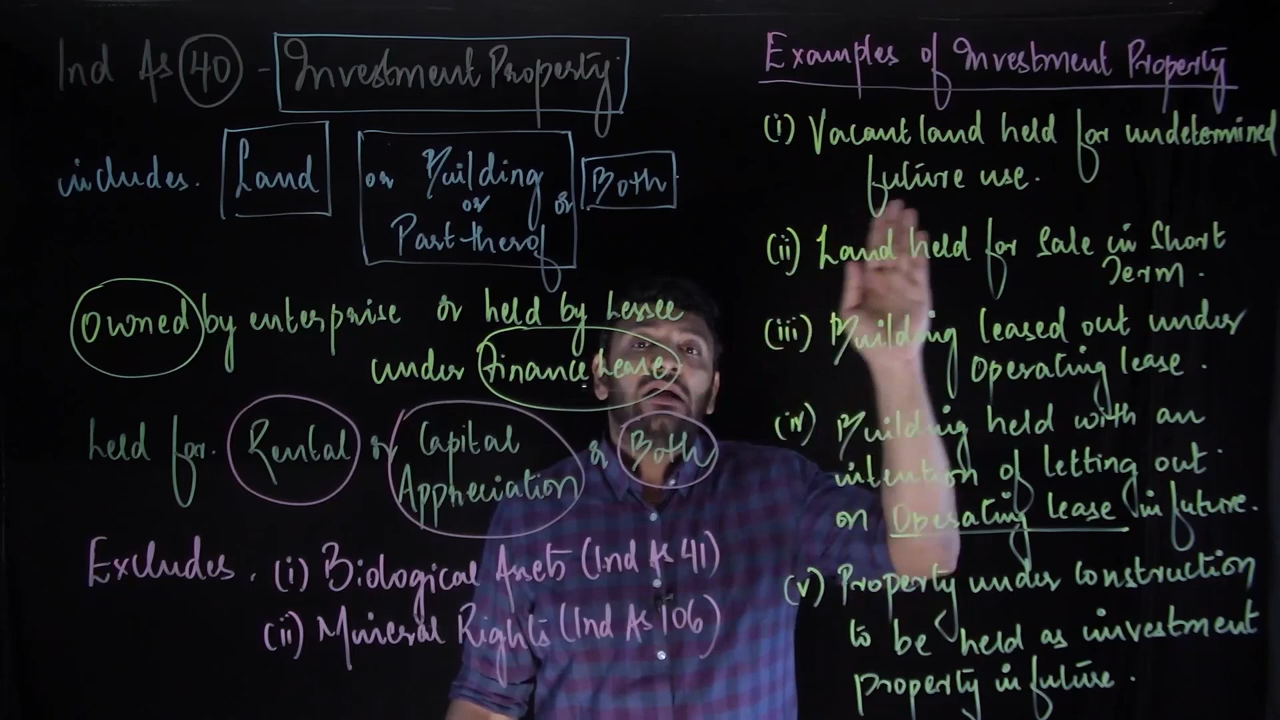 Ind As 40 - Investment Property
includes. Land or Building or Part-therof or Both
Owned by enterprise or held by Lessee
under Finance Lease
held for. Rental or Capital Appreciation or Both
Excludes. (i) Biological Assets (Ind As 41)
(ii) Mineral Rights (Ind As 106)
Examples of Investment Property
(i) Vacant land held for undetermined
future use.
(ii) Land held for Sale in Short
Term.
(iii) Building leased out under
Operating lease.
(iv) Building held with an
intention of letting out
on Operating lease in future.
(v) Property under construction
to be held as investment
property in future.